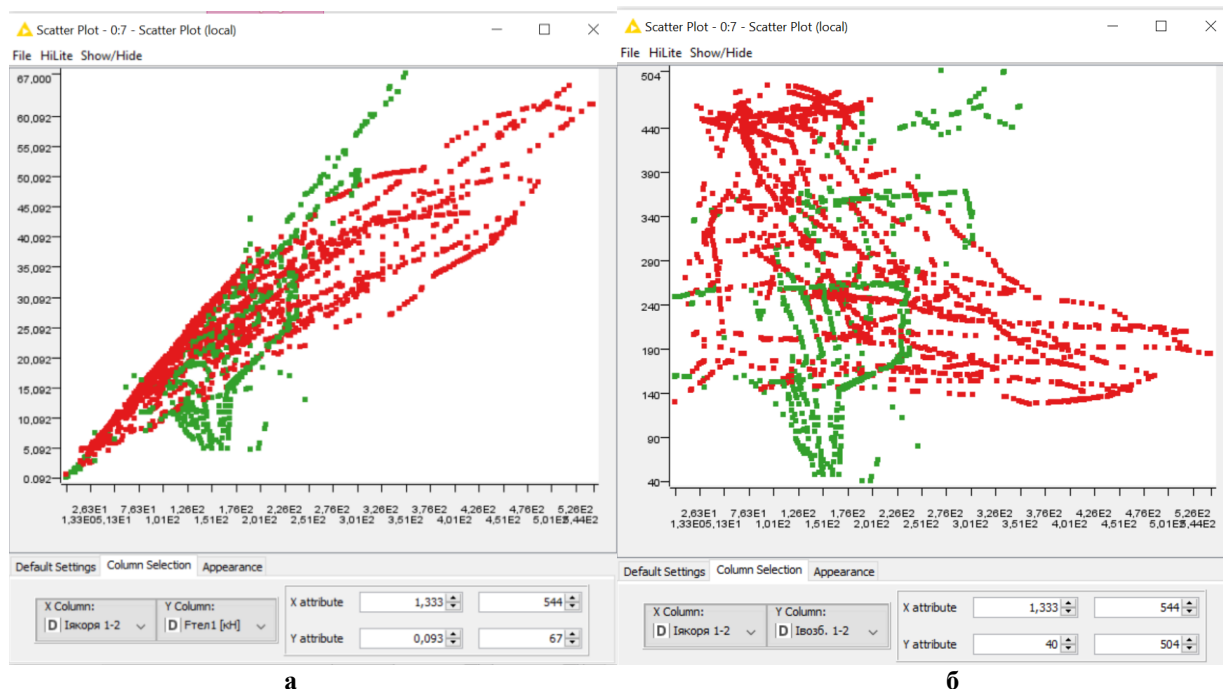 Scatter Plot - 0:7 - Scatter Plot (local)
File HiLite Show/Hide
67,000
60,092
55,092
50,092
45,092
40,092
35,092
30,092
25,092
20,092
15,092
10,092
5,092
0.092
2,63E1 7,63E1 1,26E2 1,76E2 2,26E2 2,76E2 3,26E2 3,76E2 4,26E2 4,76E2 5,26E2
1,33E05,13E1 1,01E2 1,51E2 2,01E2 2,51E2 3,01E2 3,51E2 4,01E2 4,51E2 5,01E25,44E2
Default Settings Column Selection Appearance
X Column: Y Column:
D Iякоря 1-2 D Fтел1 [кН]
X attribute 1,333 544
Y attribute 0,093 67
а
Scatter Plot - 0:7 - Scatter Plot (local)
File HiLite Show/Hide
504
440
390
340
290
240
190
140
90
40
2,63E1 7,63E1 1,26E2 1,76E2 2,26E2 2,76E2 3,26E2 3,76E2 4,26E2 4,76E2 5,26E2
1,33E05,13E1 1,01E2 1,51E2 2,01E2 2,51E2 3,01E2 3,51E2 4,01E2 4,51E2 5,01E25,44E2
Default Settings Column Selection Appearance
X Column: Y Column:
D Iякоря 1-2 D Iвозб. 1-2
X attribute 1,333 544
Y attribute 40 504
б